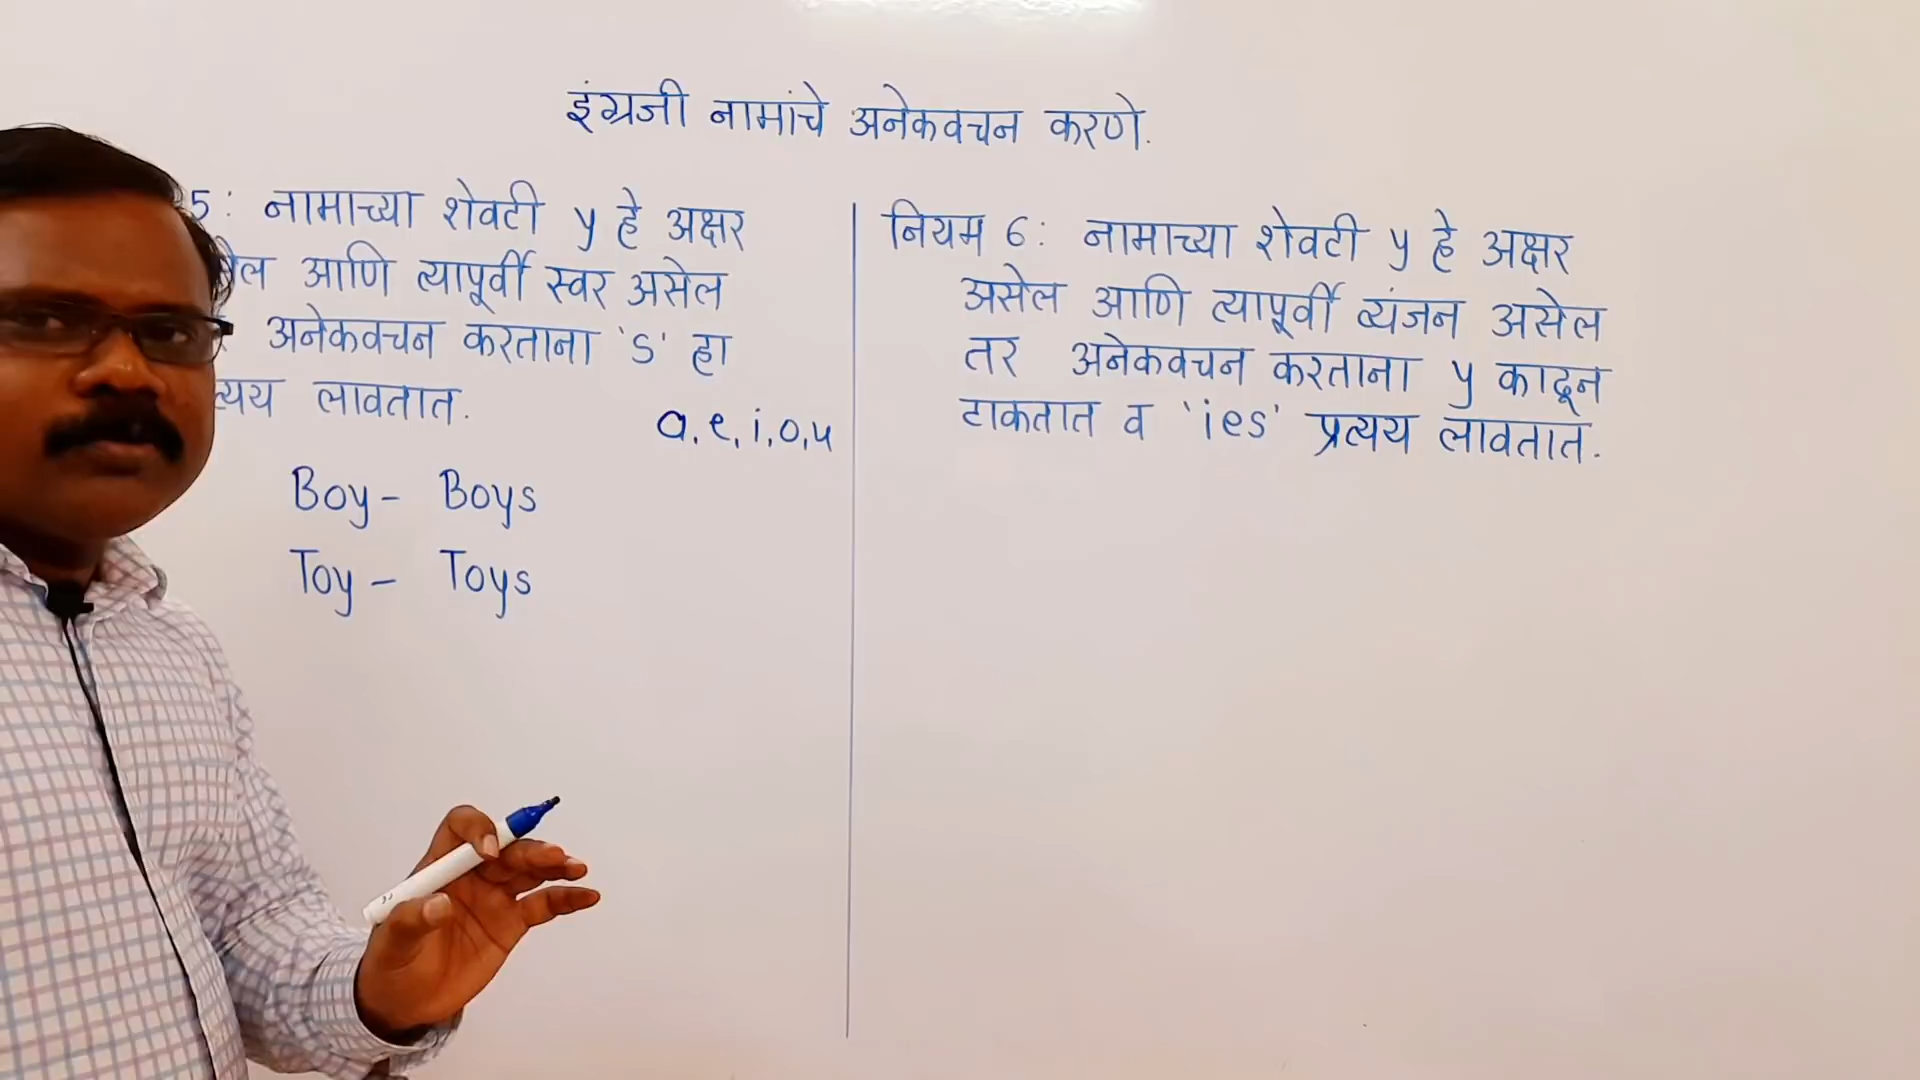 इंग्रजी नामांचे अनेकवचन करणे.
5: नामाच्या शेवटी y हे अक्षर
आणि त्यापूर्वी स्वर असेल
अनेकवचन करताना 's' हा
लावतात.
a, e, i, o, u
Boy - Boys
Toy - Toys
नियम 6: नामाच्या शेवटी y हे अक्षर
असेल आणि त्यापूर्वी व्यंजन असेल
तर अनेकवचन करताना y काढून
टाकतात व 'ies' प्रत्यय लावतात.